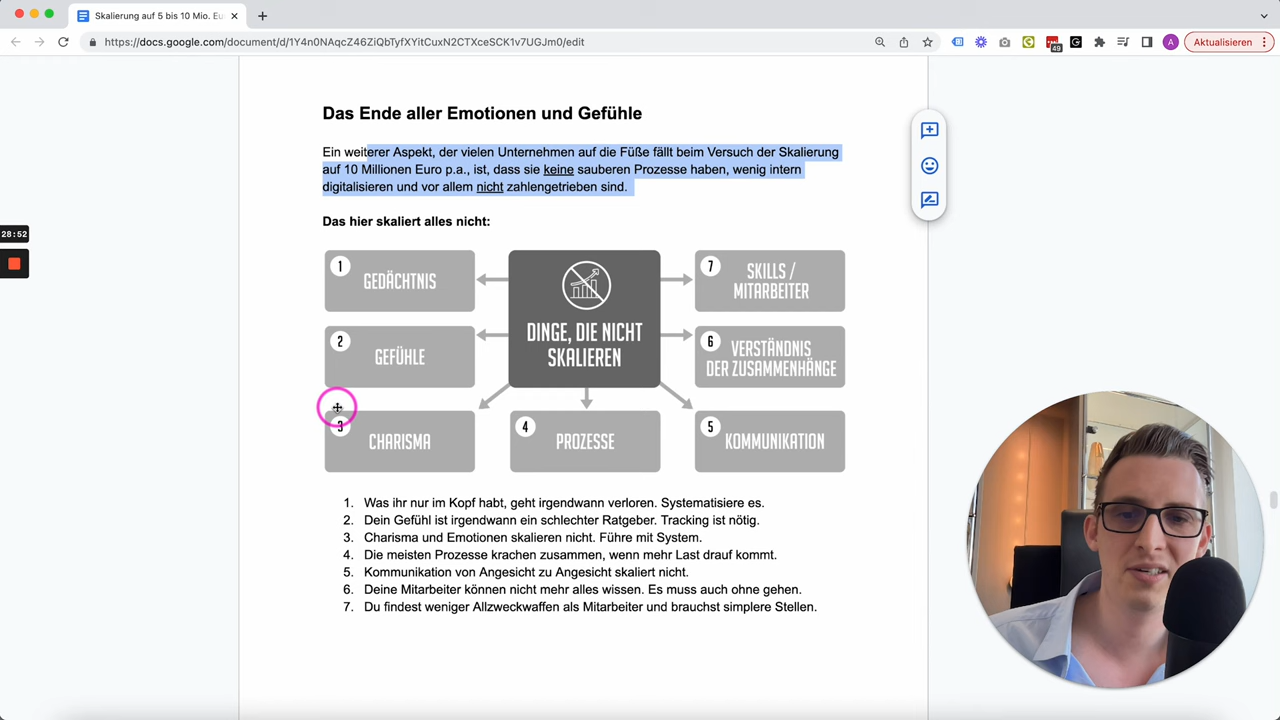 Skalierung auf 5 bis 10 Mio. Eu
https://docs.google.com/document/d/1Y4n0NAqcZ46ZiQbTyfXYitCuxN2CTXceSCK1v7UGJm0/edit
49
A
Aktualisieren
Das Ende aller Emotionen und Gefühle
Ein weiterer Aspekt, der vielen Unternehmen auf die Füße fällt beim Versuch der Skalierung
auf 10 Millionen Euro p.a., ist, dass sie keine sauberen Prozesse haben, wenig intern
digitalisieren und vor allem nicht zahlengetrieben sind.
Das hier skaliert alles nicht:
28:52
1 GEDÄCHTNIS
2 GEFÜHLE
3 CHARISMA
DINGE, DIE NICHT
SKALIEREN
4 PROZESSE
7 SKILLS /
MITARBEITER
6 VERSTÄNDNIS
DER ZUSAMMENHÄNGE
5 KOMMUNIKATION
1. Was ihr nur im Kopf habt, geht irgendwann verloren. Systematisiere es.
2. Dein Gefühl ist irgendwann ein schlechter Ratgeber. Tracking ist nötig.
3. Charisma und Emotionen skalieren nicht. Führe mit System.
4. Die meisten Prozesse krachen zusammen, wenn mehr Last drauf kommt.
5. Kommunikation von Angesicht zu Angesicht skaliert nicht.
6. Deine Mitarbeiter können nicht mehr alles wissen. Es muss auch ohne gehen.
7. Du findest weniger Allzweckwaffen als Mitarbeiter und brauchst simplere Stellen.